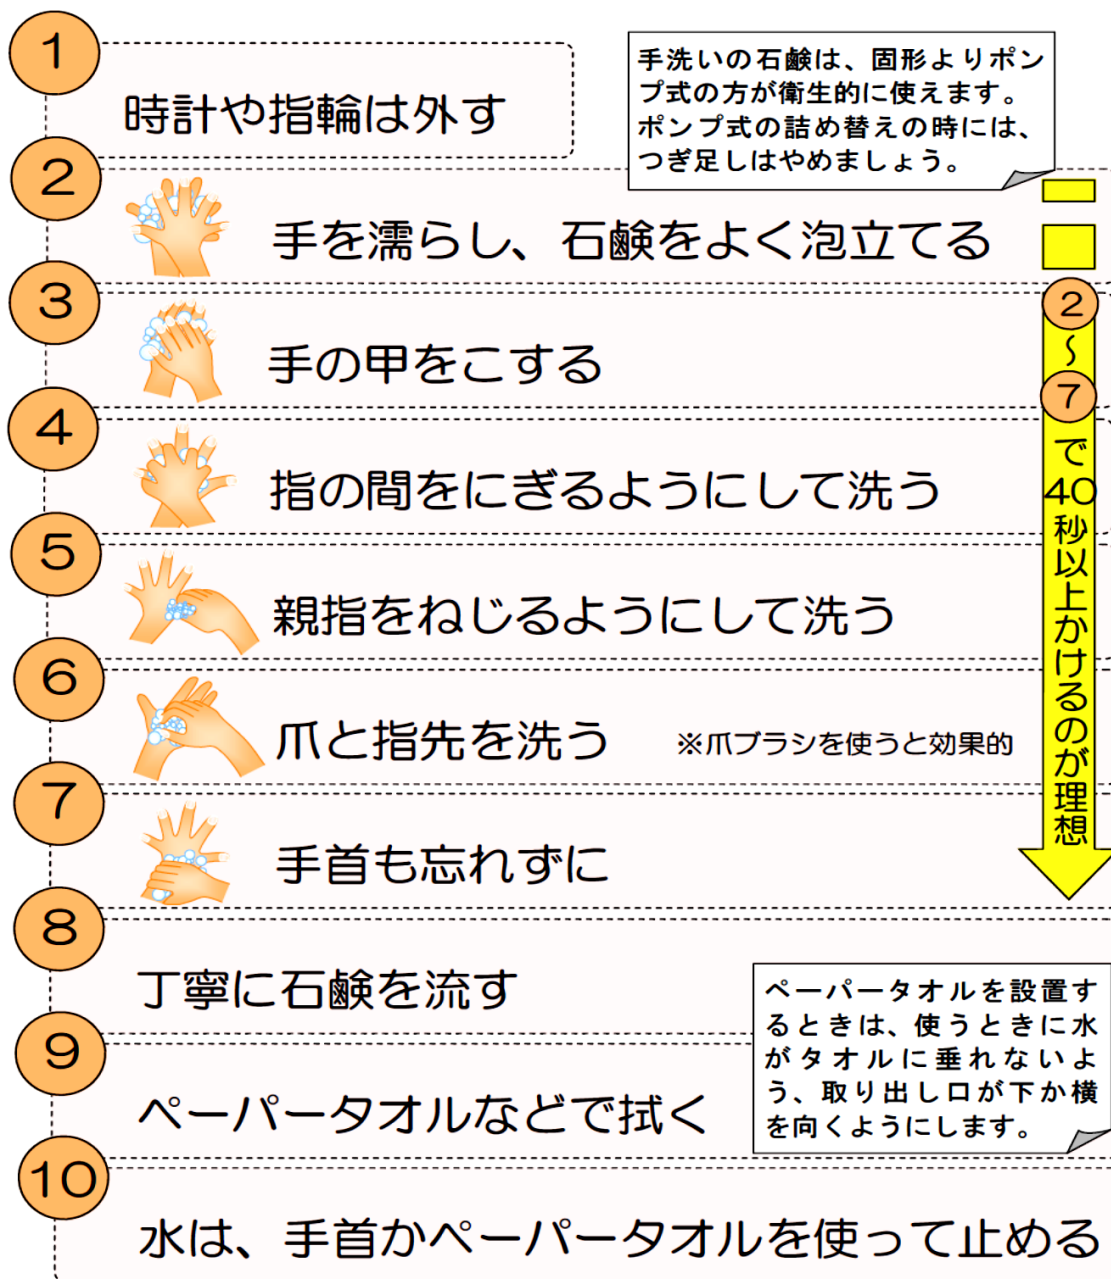 1
時計や指輪は外す
手洗いの石鹸は、固形よりポン
プ式の方が衛生的に使えます。
ポンプ式の詰め替えの時には、
つぎ足しはやめましょう。
2
手を濡らし、石鹸をよく泡立てる
3
手の甲をこする
4
指の間をにぎるようにして洗う
5
親指をねじるようにして洗う
6
爪と指先を洗う ※爪ブラシを使うと効果的
7
手首も忘れずに
2～7で40秒以上かけるのが理想
8
丁寧に石鹸を流す
9
ペーパータオルなどで拭く
ペーパータオルを設置す
るときは、使うときに水
がタオルに垂れないよ
う、取り出し口が下か横
を向くようにします。
10
水は、手首かペーパータオルを使って止める